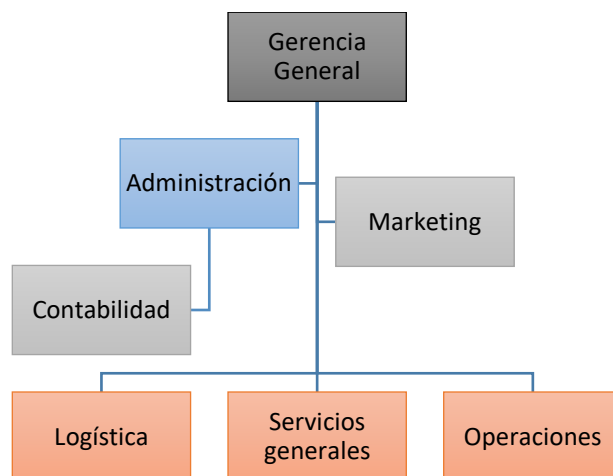 Gerencia
General
Administración
Marketing
Contabilidad
Logística
Servicios
generales
Operaciones